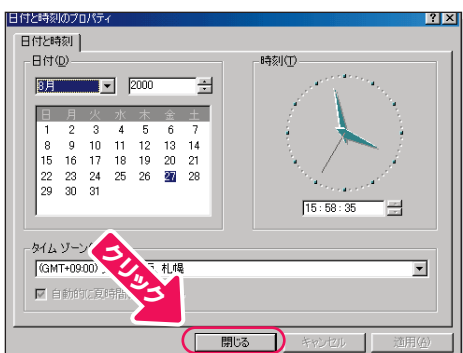 日付と時刻のプロパティ
日付と時刻
日付(D)
時刻(T)
2000
日 月 火 水 木 金 土
1 2 3 4 5 6 7
8 9 10 11 12 13 14
15 16 17 18 19 20 21
22 23 24 25 26 27 28
29 30 31
15:58:35
タイム ゾーン
(GMT+09:00) 札幌
クリック
自動的に夏時間
閉じる キャンセル 適用(A)